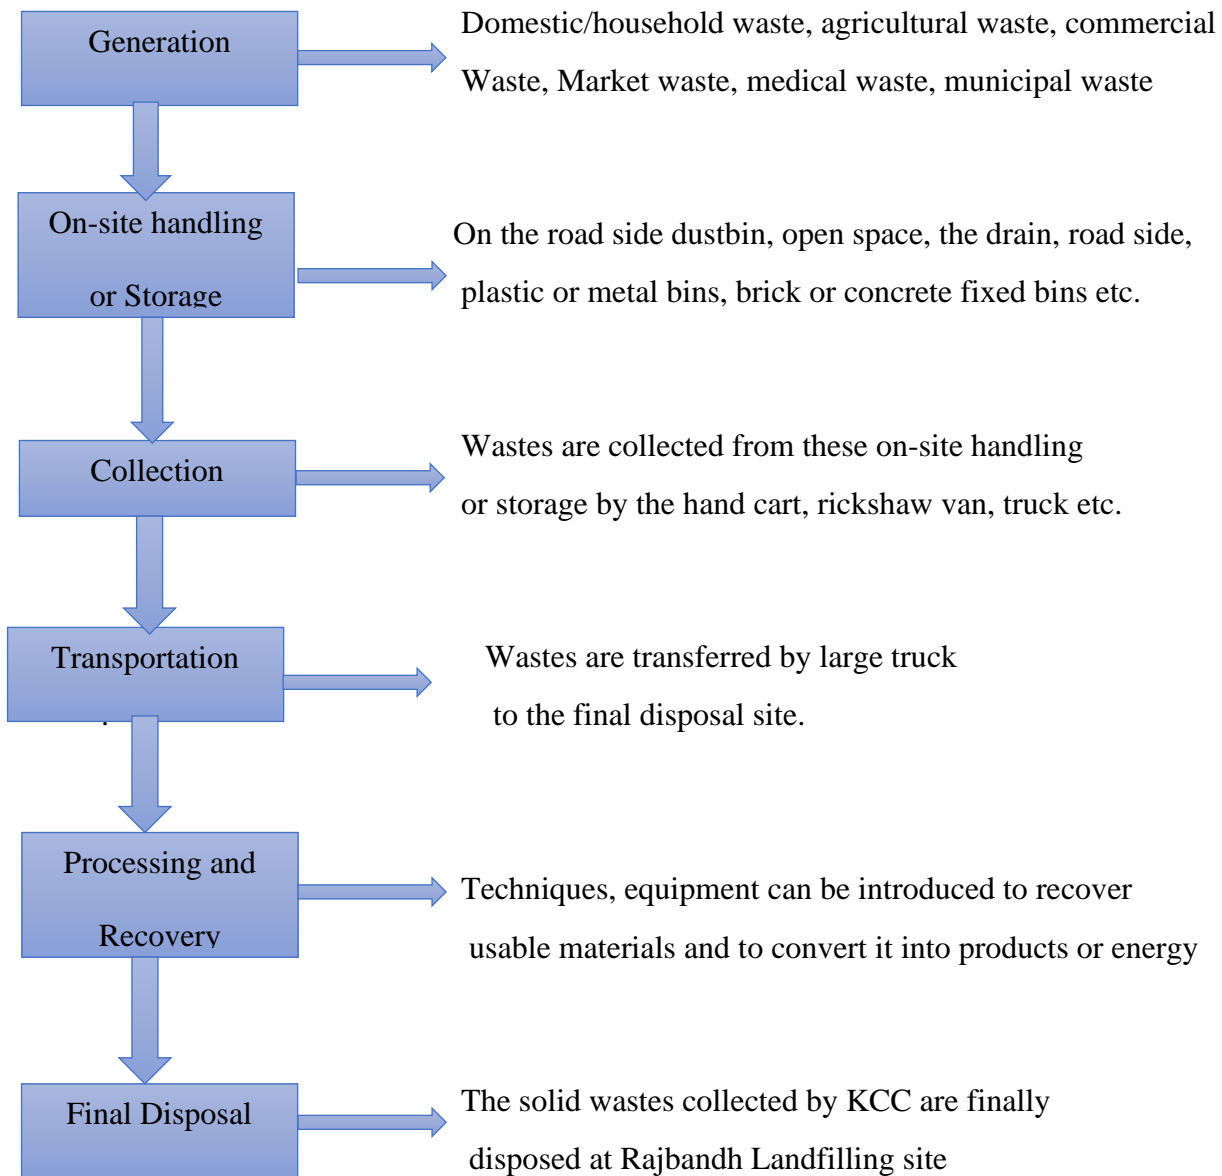 Generation
Domestic/household waste, agricultural waste, commercial
Waste, Market waste, medical waste, municipal waste
On-site handling
or Storage
On the road side dustbin, open space, the drain, road side,
plastic or metal bins, brick or concrete fixed bins etc.
Collection
Wastes are collected from these on-site handling
or storage by the hand cart, rickshaw van, truck etc.
Transportation
.
Wastes are transferred by large truck
to the final disposal site.
Processing and
Recovery
Techniques, equipment can be introduced to recover
usable materials and to convert it into products or energy
Final Disposal
The solid wastes collected by KCC are finally
disposed at Rajbandh Landfilling site